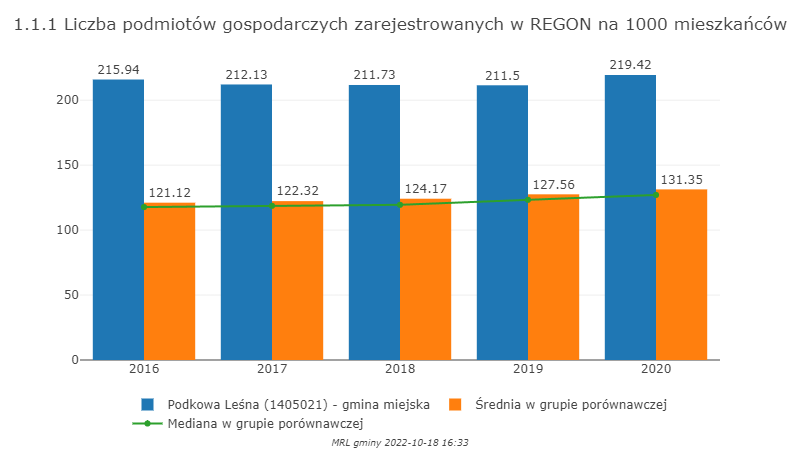 1.1.1 Liczba podmiotów gospodarczych zarejestrowanych w REGON na 1000 mieszkańców
215.94 212.13 211.73 211.5 219.42
200
150
121.12 122.32 124.17 127.56 131.35
100
50
0
2016 2017 2018 2019 2020
Podkowa Leśna (1405021) - gmina miejska Średnia w grupie porównawczej
Mediana w grupie porównawczej
MRL gminy 2022-10-18 16:33